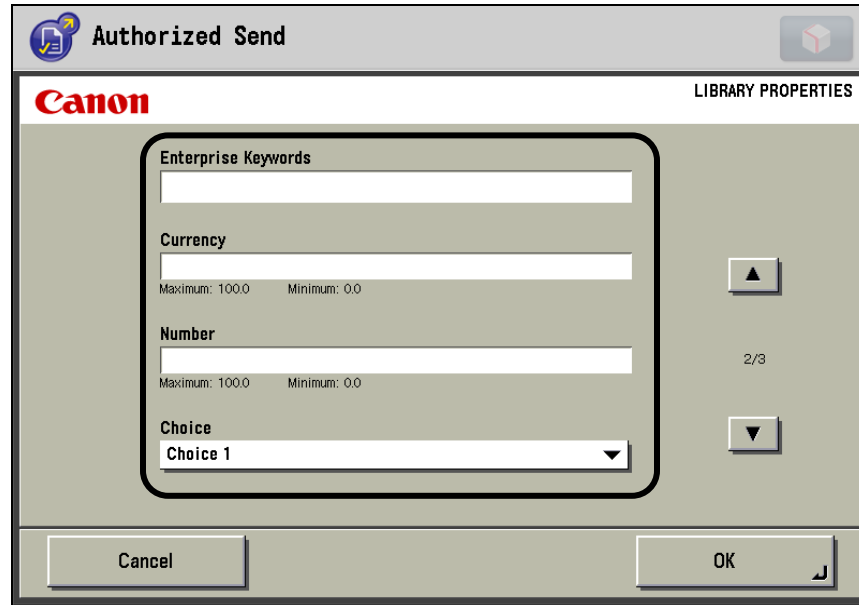 Authorized Send
Canon
LIBRARY PROPERTIES
Enterprise Keywords
Currency
Maximum: 100.0 Minimum: 0.0
Number
Maximum: 100.0 Minimum: 0.0
2/3
Choice
Choice 1
Cancel
OK